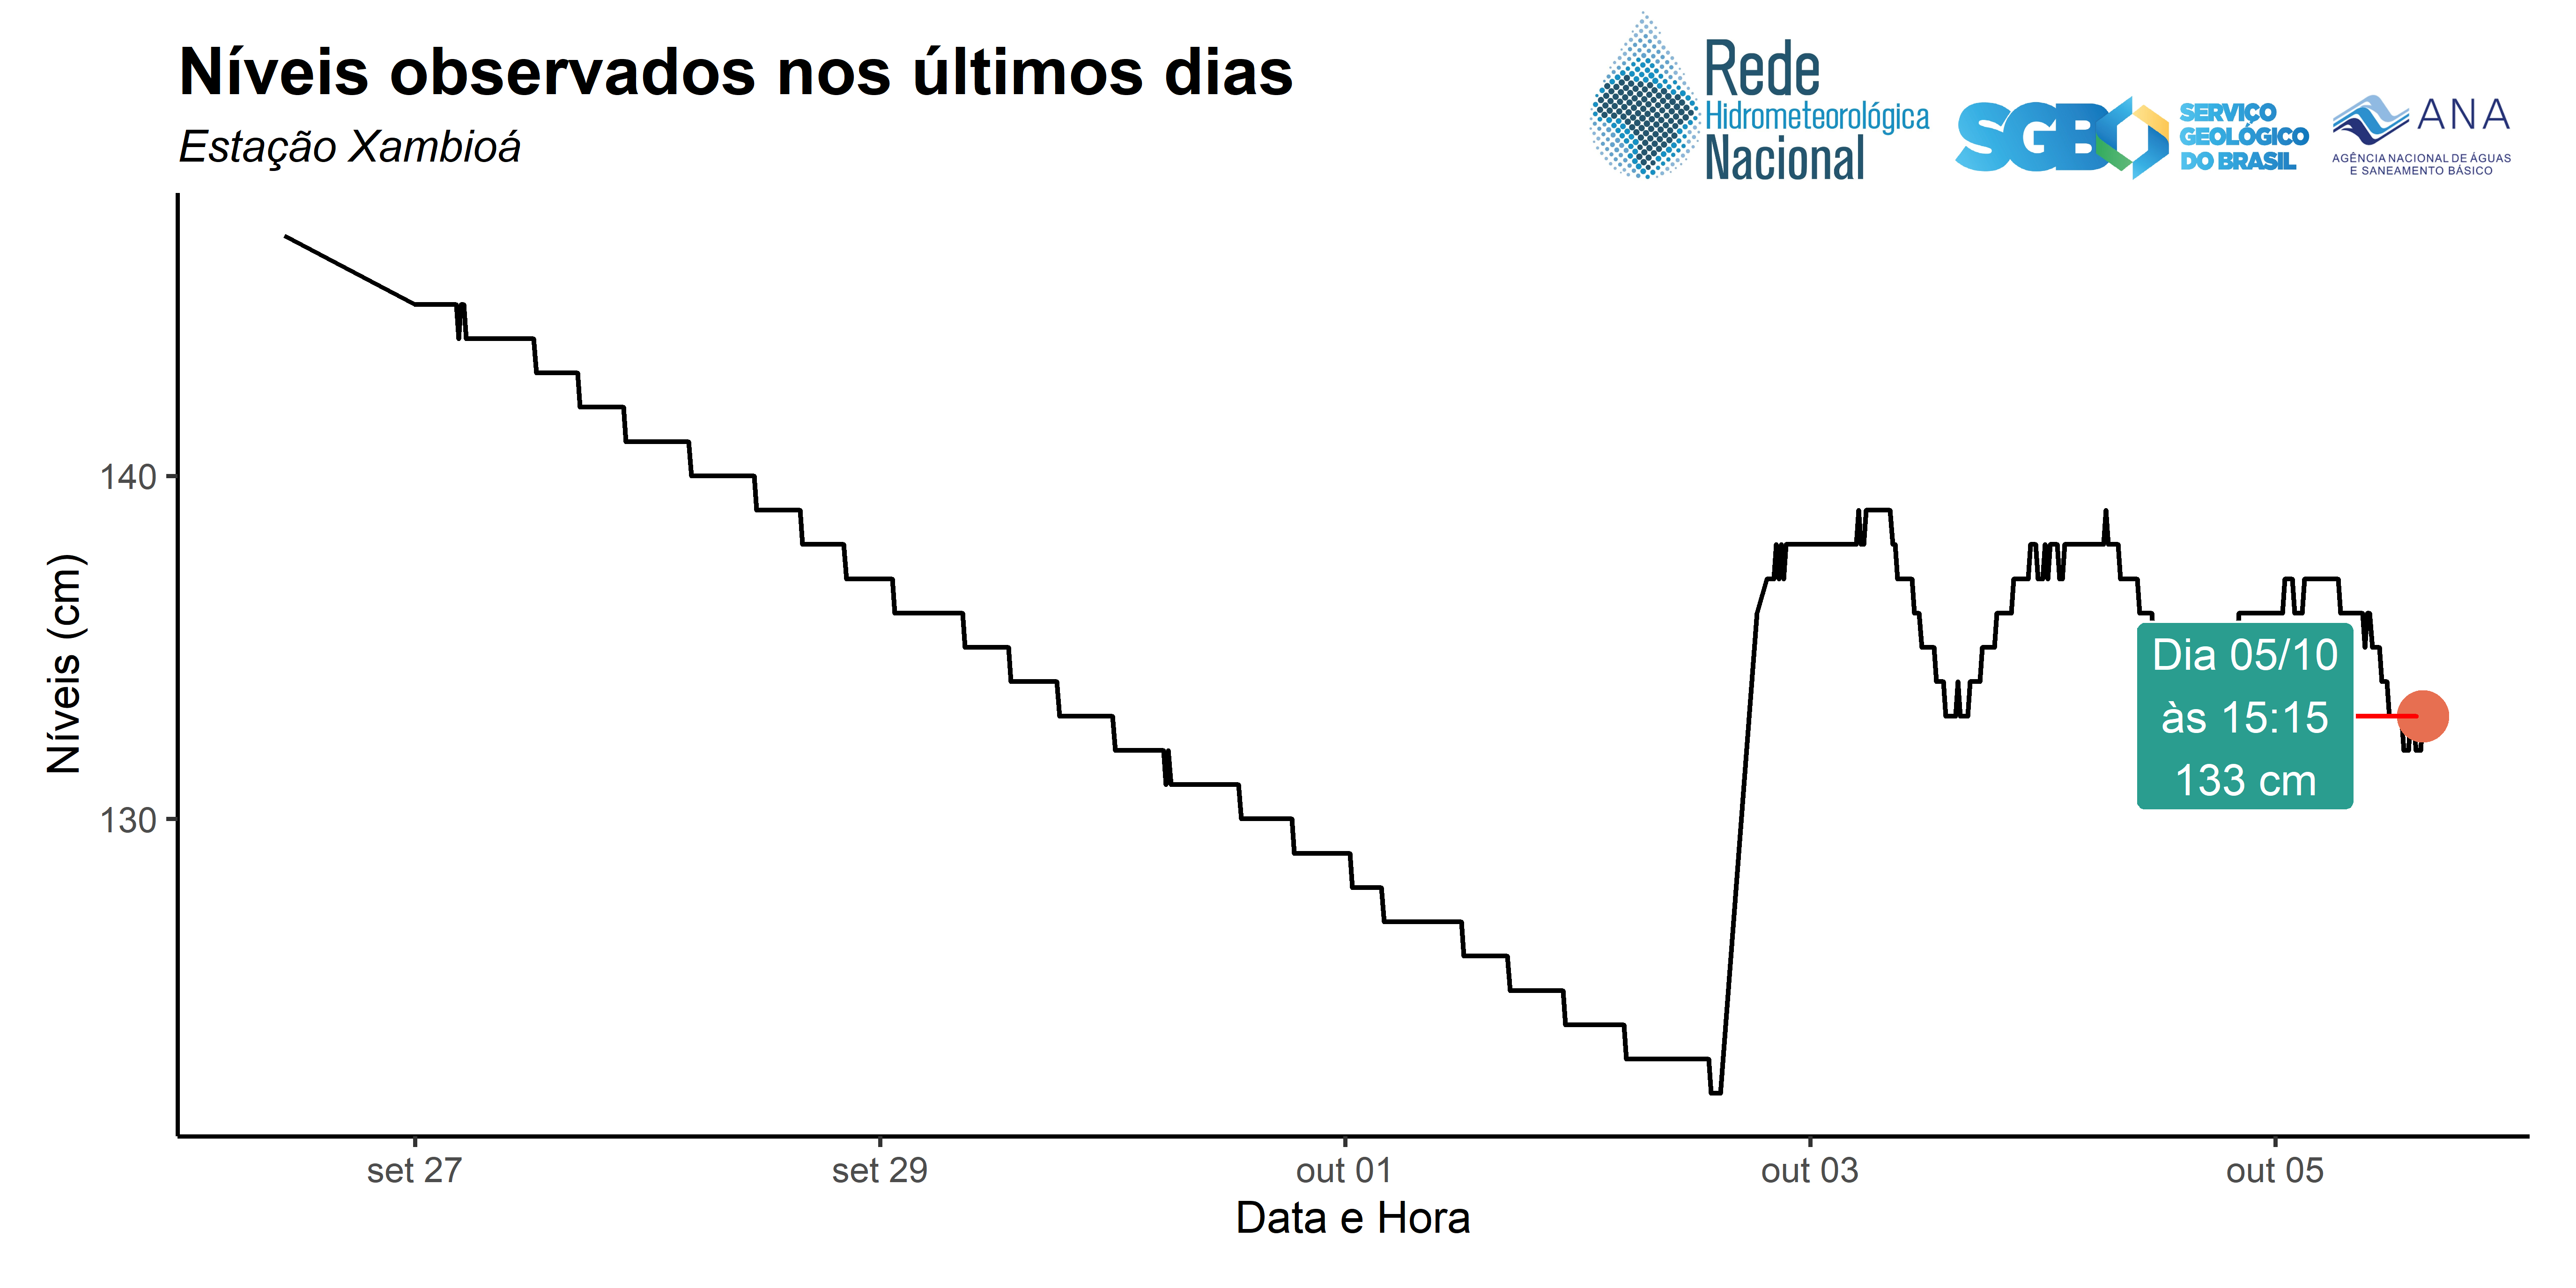 Níveis observados nos últimos dias
Estação Xambioá
Rede
Hidrometeorológica
Nacional
SGB
SERVIÇO
GEOLÓGICO
DO BRASIL
ANA
AGÊNCIA NACIONAL DE ÁGUAS
E SANEAMENTO BÁSICO
Níveis (cm)
140
130
Dia 05/10
às 15:15
133 cm
set 27
set 29
out 01
out 03
out 05
Data e Hora